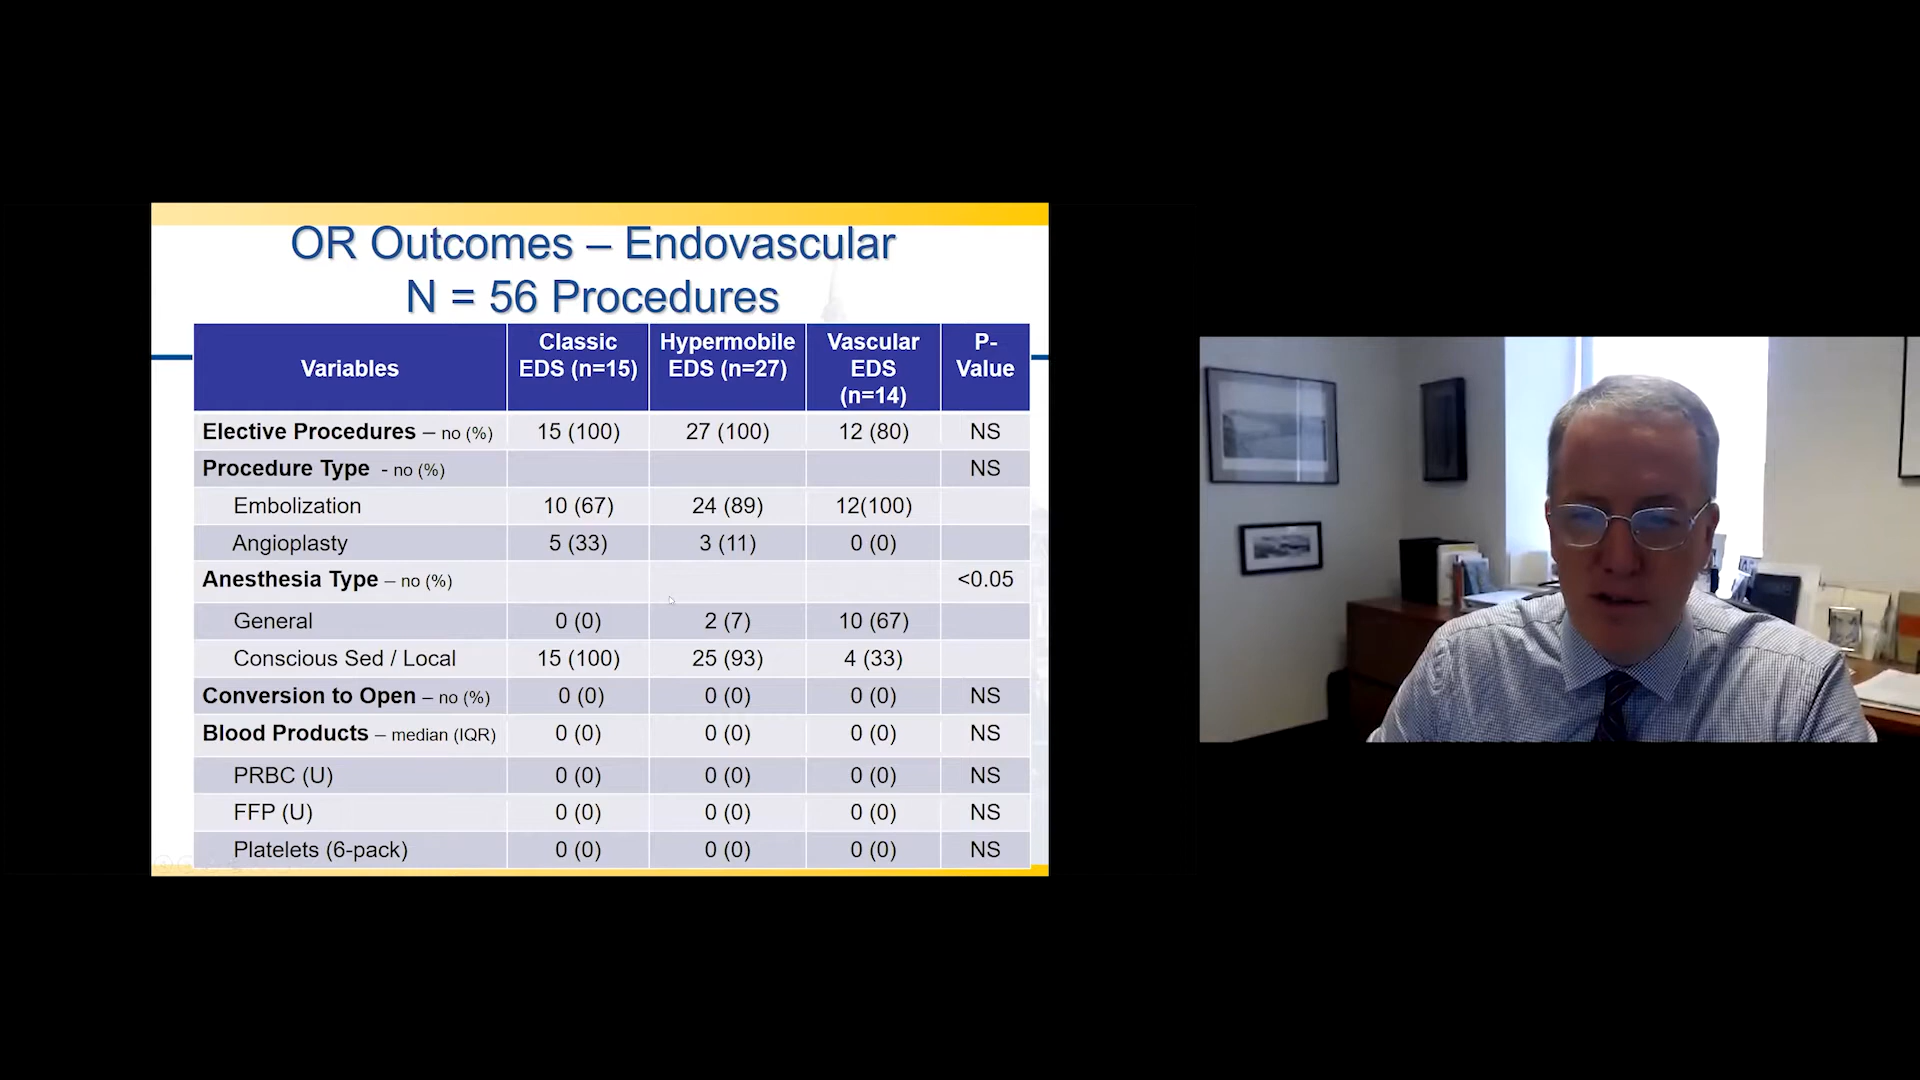 OR Outcomes – Endovascular
N = 56 Procedures
Variables Classic EDS (n=15) Hypermobile EDS (n=27) Vascular EDS (n=14) P-Value
Elective Procedures – no (%) 15 (100) 27 (100) 12 (80) NS
Procedure Type - no (%) NS
Embolization 10 (67) 24 (89) 12(100)
Angioplasty 5 (33) 3 (11) 0 (0)
Anesthesia Type – no (%) <0.05
General 0 (0) 2 (7) 10 (67)
Conscious Sed / Local 15 (100) 25 (93) 4 (33)
Conversion to Open – no (%) 0 (0) 0 (0) 0 (0) NS
Blood Products – median (IQR) 0 (0) 0 (0) 0 (0) NS
PRBC (U) 0 (0) 0 (0) 0 (0) NS
FFP (U) 0 (0) 0 (0) 0 (0) NS
Platelets (6-pack) 0 (0) 0 (0) 0 (0) NS